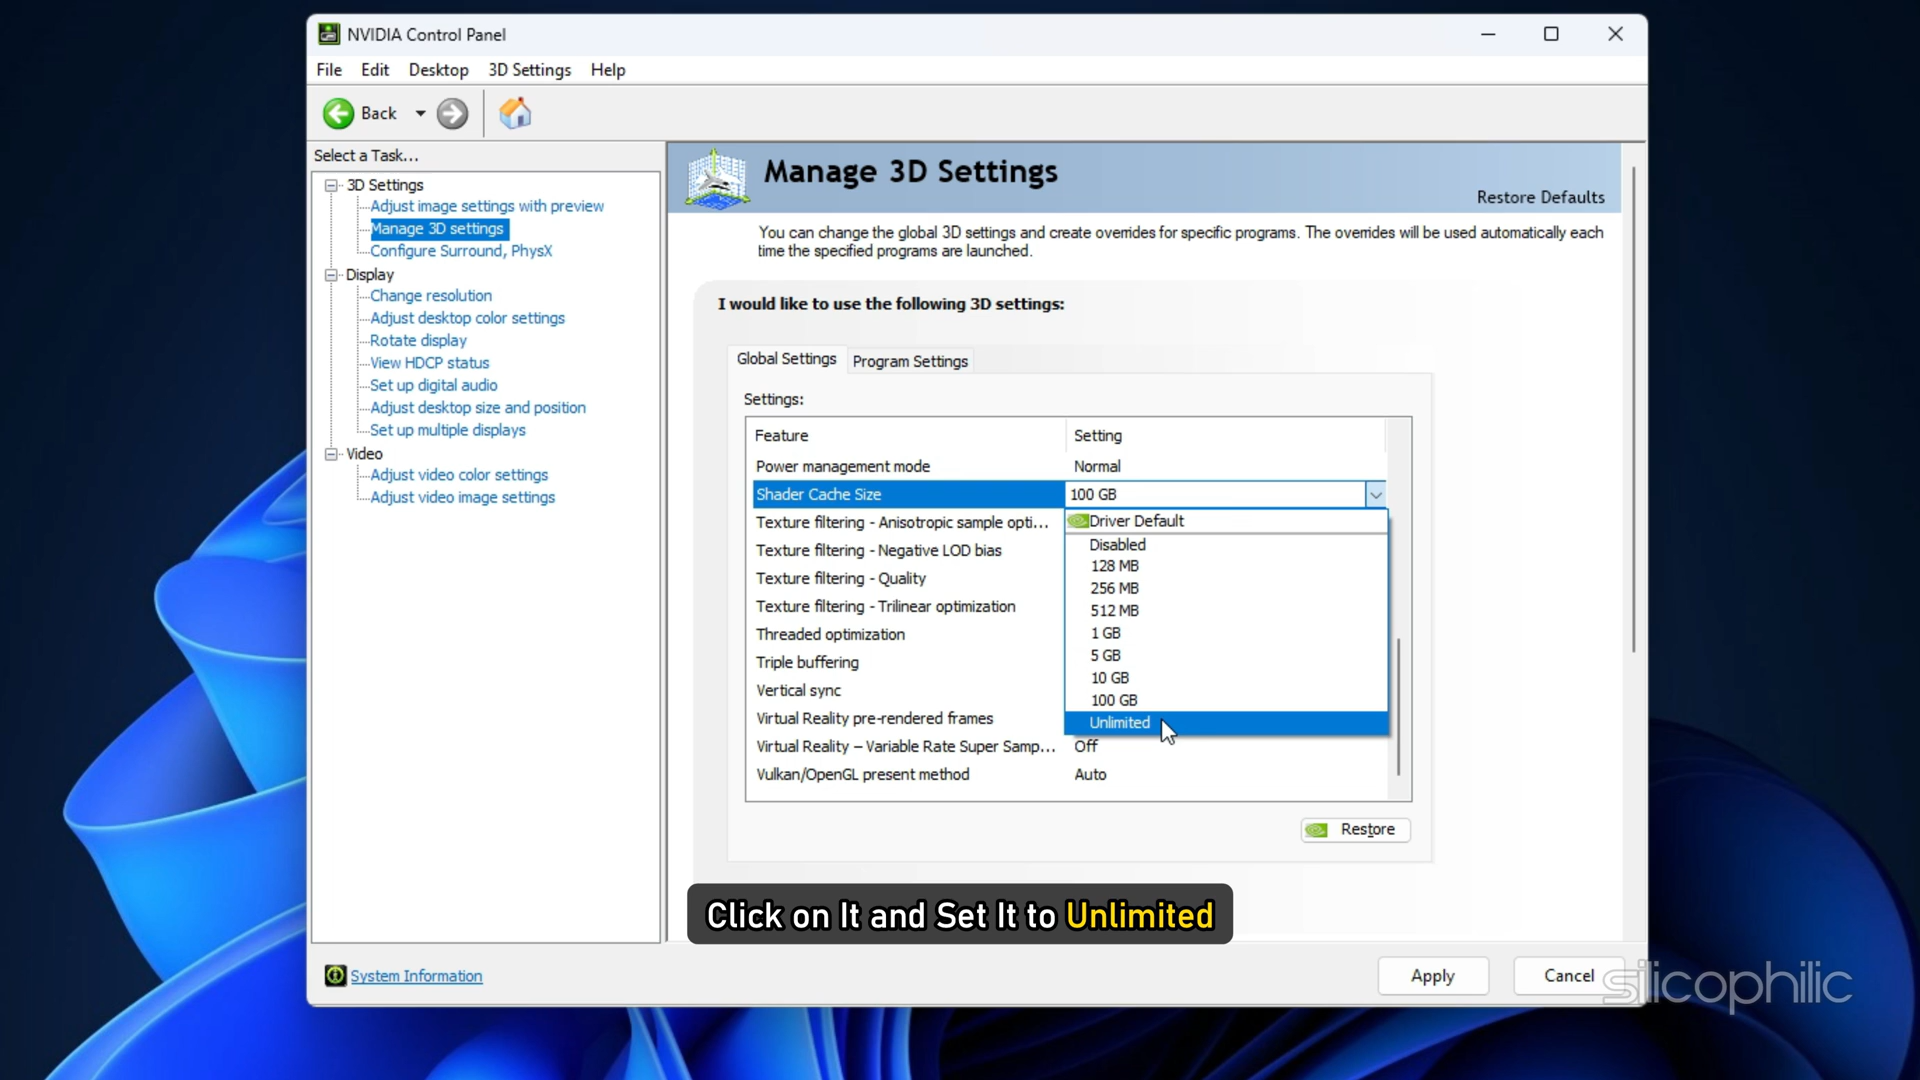 NVIDIA Control Panel
File Edit Desktop 3D Settings Help
Back
Select a Task...
3D Settings
Adjust image settings with preview
Manage 3D settings
Configure Surround, PhysX
Display
Change resolution
Adjust desktop color settings
Rotate display
View HDCP status
Set up digital audio
Adjust desktop size and position
Set up multiple displays
Video
Adjust video color settings
Adjust video image settings
System Information
Manage 3D Settings
Restore Defaults
You can change the global 3D settings and create overrides for specific programs. The overrides will be used automatically each
time the specified programs are launched.
I would like to use the following 3D settings:
Global Settings Program Settings
Settings:
Feature Setting
Power management mode Normal
Shader Cache Size 100 GB
Texture filtering - Anisotropic sample opti...
Texture filtering - Negative LOD bias
Texture filtering - Quality
Texture filtering - Trilinear optimization
Threaded optimization
Triple buffering
Vertical sync
Virtual Reality pre-rendered frames
Virtual Reality – Variable Rate Super Samp... Off
Vulkan/OpenGL present method Auto
Driver Default
Disabled
128 MB
256 MB
512 MB
1 GB
5 GB
10 GB
100 GB
Unlimited
Restore
Click on It and Set It to Unlimited
Apply Cancel
silicophilic